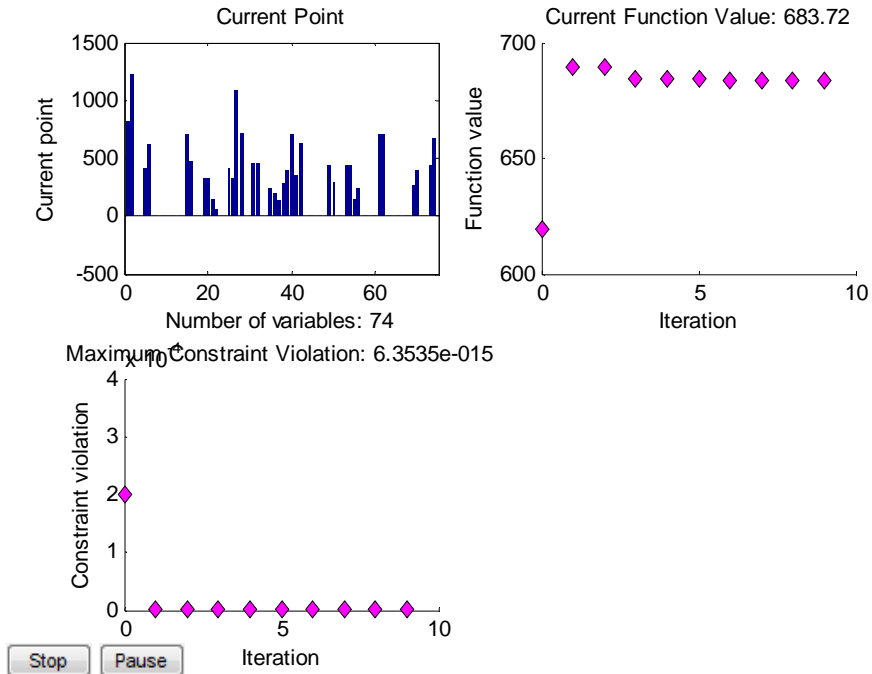 Current Point
1500
1000
500
0
-500
0
20
40
60
Current point
Number of variables: 74
Current Function Value: 683.72
700
650
600
0
5
10
Function value
Iteration
Maximum Constraint Violation: 6.3535e-015
x 10-4
4
3
2
1
0
0
5
10
Constraint violation
Iteration
Stop
Pause